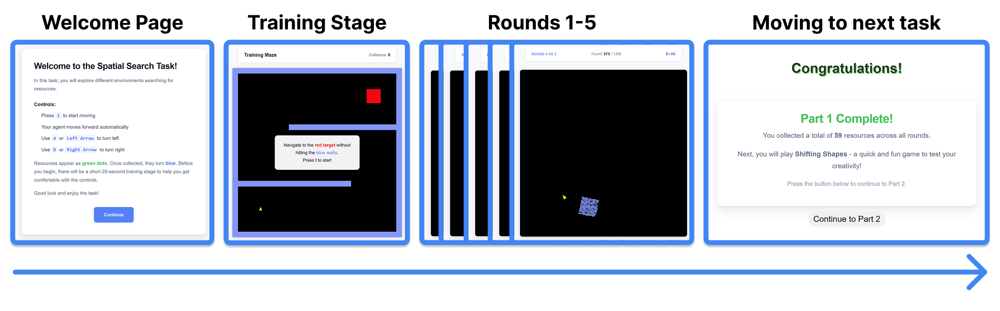 Welcome Page
Welcome to the Spatial Search Task!
In this task, you will explore different environments searching for
resources.
Controls:
Press I to start moving
Your agent moves forward automatically
Use A or Left Arrow to turn left
Use D or Right Arrow to turn right
Resources appear as green dots. Once collected, they turn blue. Before
you begin, there will be a short 20-second training stage to help you get
comfortable with the controls.
Good luck and enjoy the task!
Continue
Training Stage
Training Maze
Collisions: 0
Navigate to the red target without
hitting the blue walls.
Press I to start
Rounds 1-5
ROUND 5 OF 5
Found: 373 / 1200
0:46
Moving to next task
Congratulations!
Part 1 Complete!
You collected a total of 59 resources across all rounds.
Next, you will play Shifting Shapes - a quick and fun game to test your
creativity!
Press the button below to continue to Part 2.
Continue to Part 2